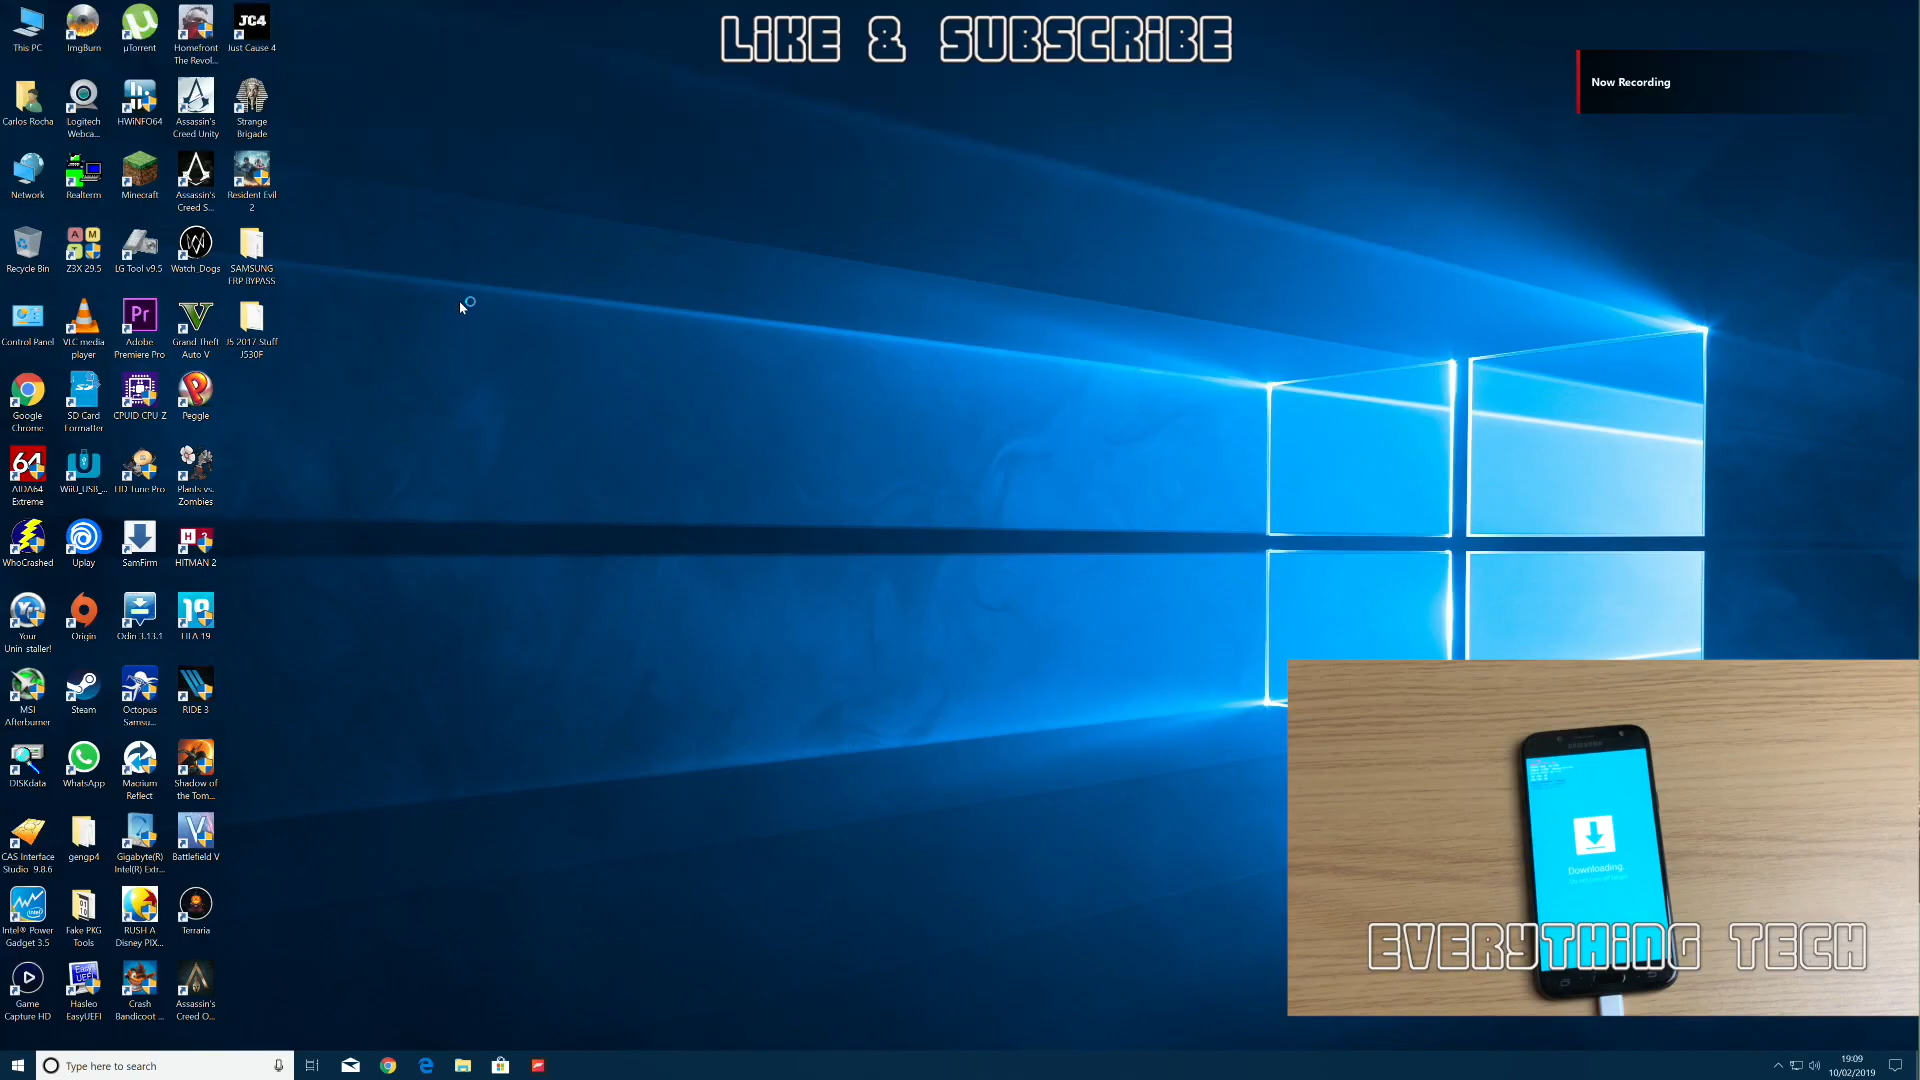 LIKE & SUBSCRIBE
Now Recording
This PC
ImgBurn
µTorrent
Homefront
The Revol...
Just Cause 4
JC4
Carlos Rocha
Logitech
Webca...
HWiNFO64
Assassin's
Creed Unity
Strange
Brigade
Network
Realterm
Minecraft
Assassin's
Creed S...
Resident Evil
2
Recycle Bin
Z3X 29.5
LG Tool v9.5
Watch_Dogs
SAMSUNG
FRP BYPASS
Control Panel
VLC media
player
Pr
Adobe
Premiere Pro
Grand Theft
Auto V
J5 2017 Stuff
J530F
Google
Chrome
SD Card
Formatter
CPUID CPU-Z
Peggle
64
AIDA64
Extreme
WiiU_USB_...
HD Tune Pro
Plants vs.
Zombies
WhoCrashed
Uplay
SamFirm
HITMAN 2
Your
Unin-staller!
Origin
Odin 3.13.1
19
FIFA 19
MSI
Afterburner
Steam
Octopus
Samsu...
RIDE 3
DISKdata
WhatsApp
Macrium
Reflect
Shadow of
the Tom...
CAS Interface
Studio 9.8.6
gengp4
Gigabyte(R)
Intel(R) Extr...
Battlefield V
Intel® Power
Gadget 3.5
Fake PKG
Tools
RUSH A
Disney PIX...
Terraria
Game
Capture HD
Hasleo
EasyUEFI
Crash
Bandicoot ...
Assassin's
Creed O...
SAMSUNG
Downloading
EVERYTHING TECH
Type here to search
19:09
10/02/2019